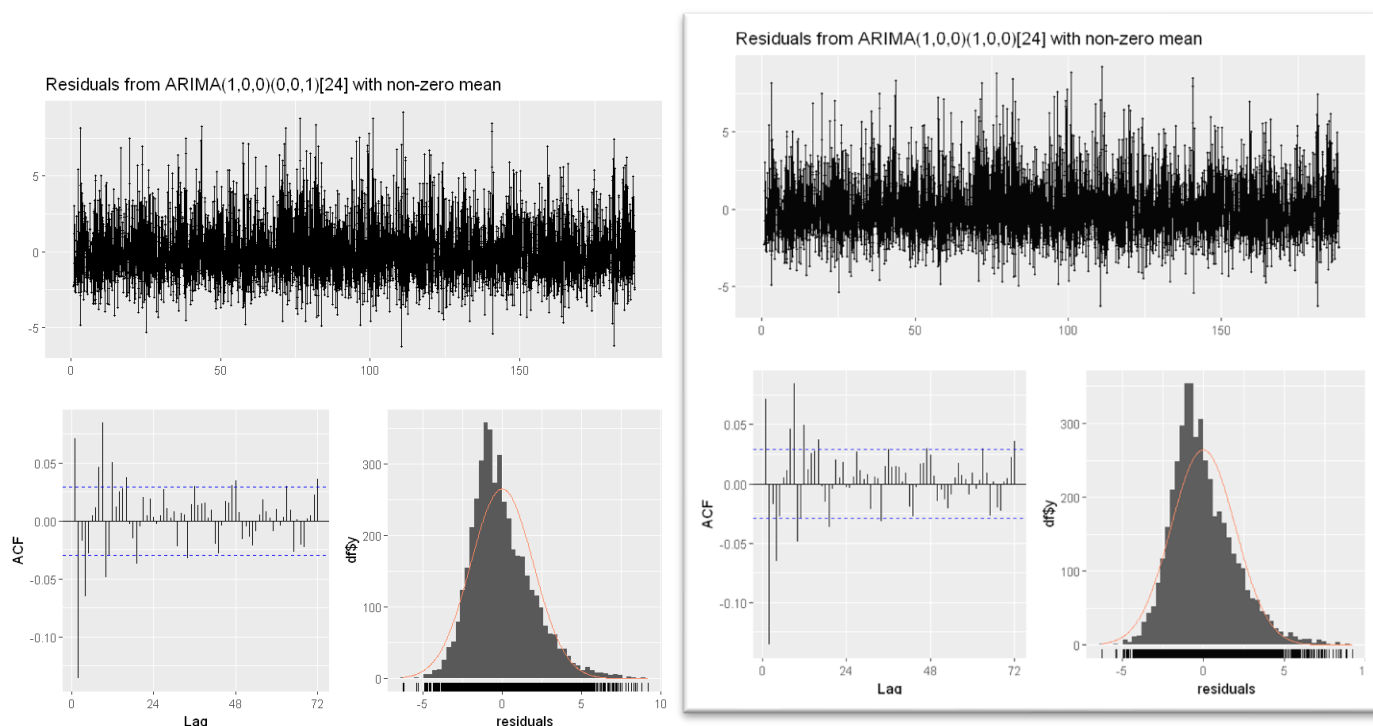 Residuals from ARIMA(1,0,0)(0,0,1)[24] with non-zero mean
5
0
-5
0 50 100 150
ACF
0.05
0.00
-0.05
-0.10
0 24 48 72
Lag
df$y
300
200
100
0
-5 0 5 10
residuals
Residuals from ARIMA(1,0,0)(1,0,0)[24] with non-zero mean
5
0
-5
0 50 100 150
ACF
0.05
0.00
-0.05
-0.10
0 24 48 72
Lag
df$y
300
200
100
0
-5 0 5 1
residuals